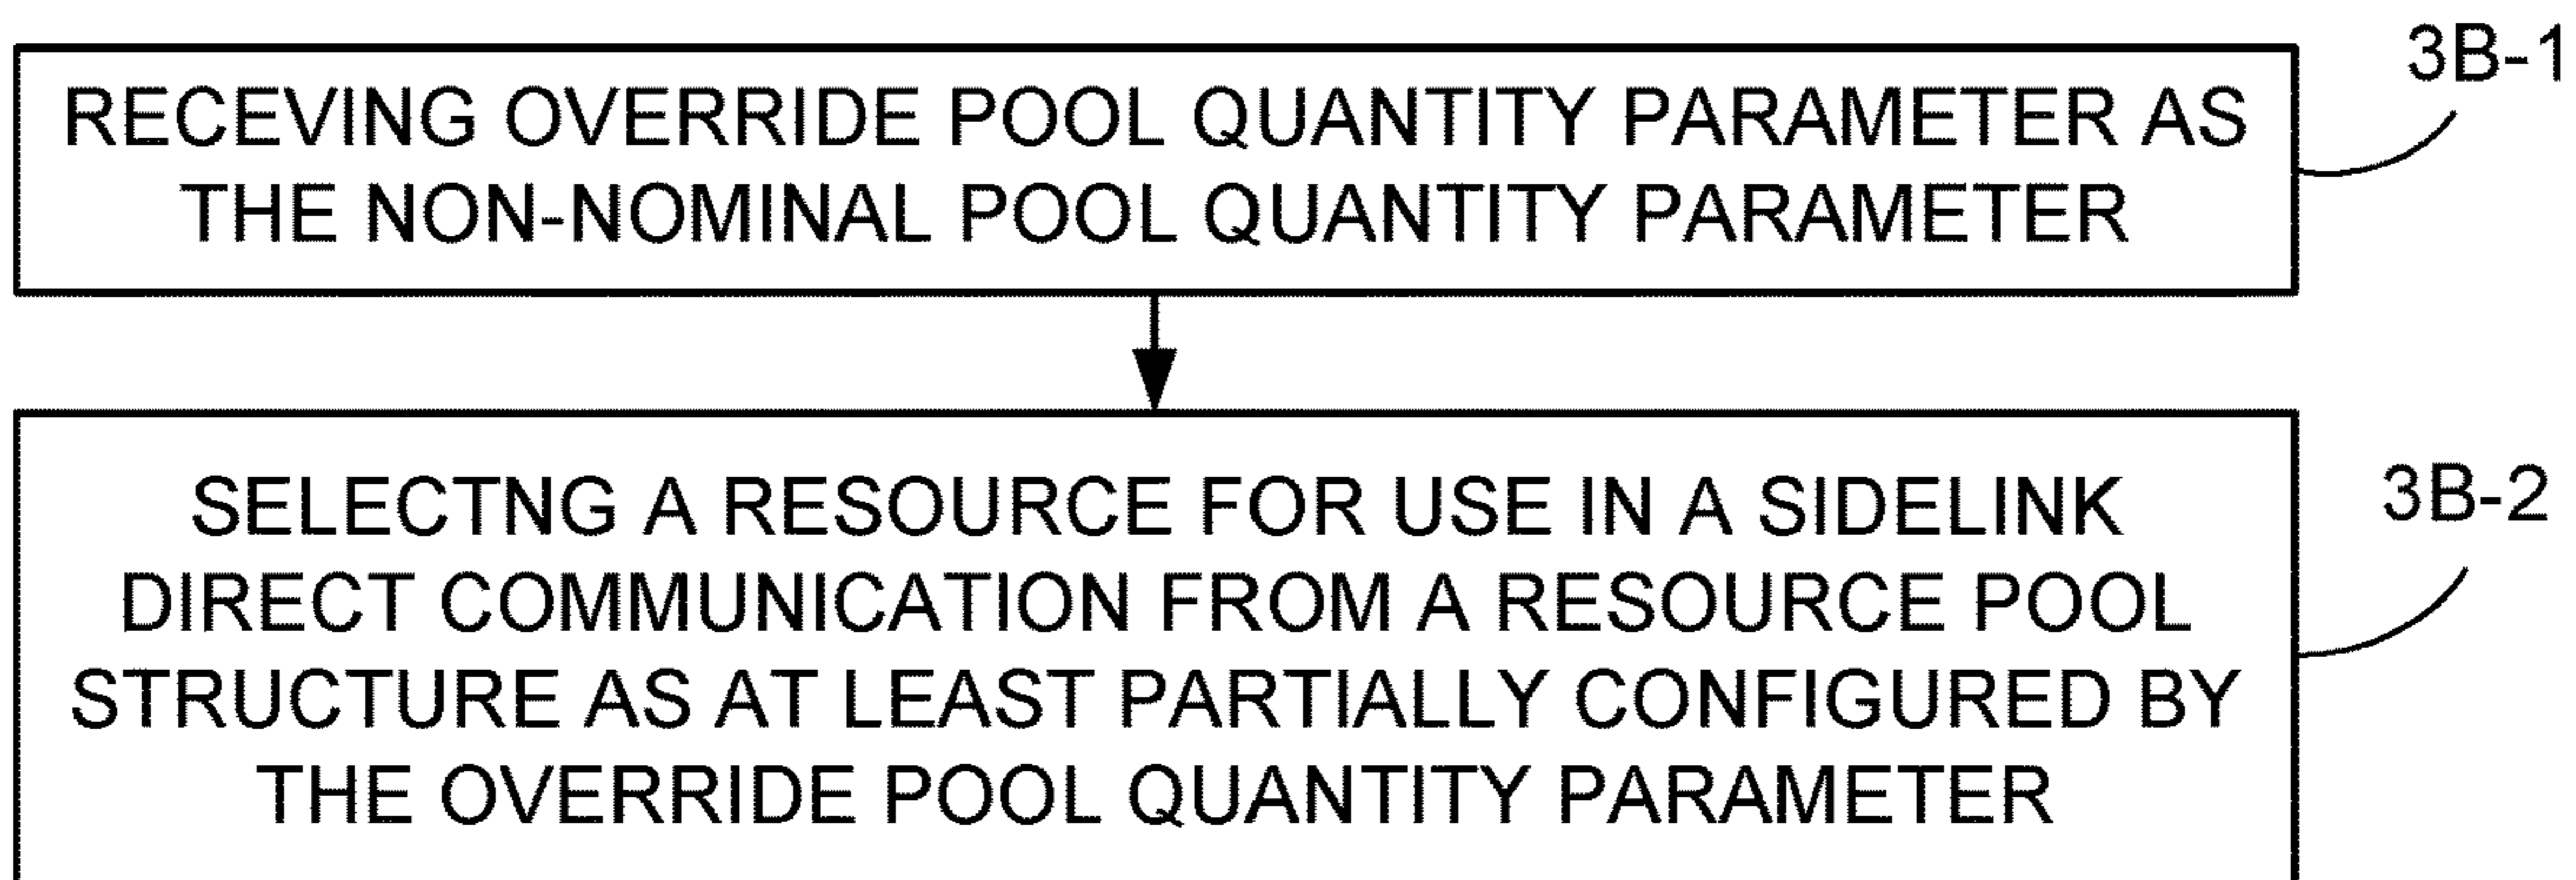 3B-1
RECEVING OVERRIDE POOL QUANTITY PARAMETER AS
THE NON-NOMINAL POOL QUANTITY PARAMETER
3B-2
SELECTNG A RESOURCE FOR USE IN A SIDELINK
DIRECT COMMUNICATION FROM A RESOURCE POOL
STRUCTURE AS AT LEAST PARTIALLY CONFIGURED BY
THE OVERRIDE POOL QUANTITY PARAMETER